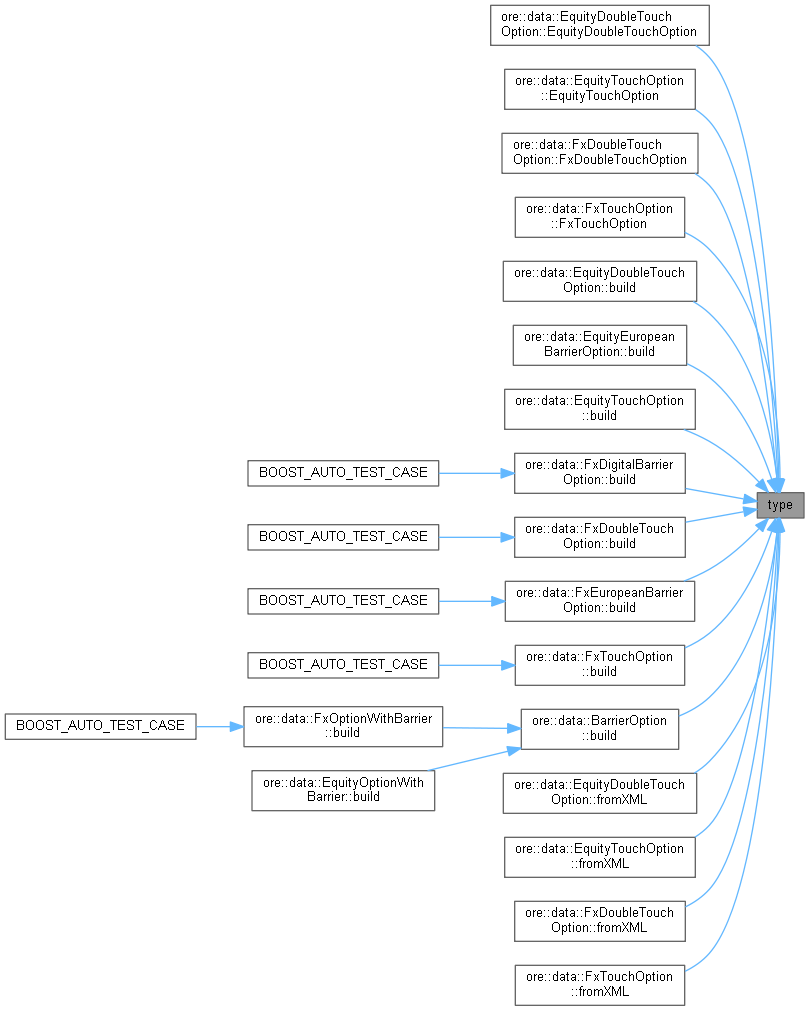 ore::data::EquityDoubleTouch
Option::EquityDoubleTouchOption
ore::data::EquityTouchOption
::EquityTouchOption
ore::data::FxDoubleTouch
Option::FxDoubleTouchOption
ore::data::FxTouchOption
::FxTouchOption
ore::data::EquityDoubleTouch
Option::build
ore::data::EquityEuropean
BarrierOption::build
ore::data::EquityTouchOption
::build
BOOST_AUTO_TEST_CASE
ore::data::FxDigitalBarrier
Option::build
type
BOOST_AUTO_TEST_CASE
ore::data::FxDoubleTouch
Option::build
BOOST_AUTO_TEST_CASE
ore::data::FxEuropeanBarrier
Option::build
BOOST_AUTO_TEST_CASE
ore::data::FxTouchOption
::build
BOOST_AUTO_TEST_CASE
ore::data::FxOptionWithBarrier
::build
ore::data::BarrierOption
::build
ore::data::EquityOptionWith
Barrier::build
ore::data::EquityDoubleTouch
Option::fromXML
ore::data::EquityTouchOption
::fromXML
ore::data::FxDoubleTouch
Option::fromXML
ore::data::FxTouchOption
::fromXML